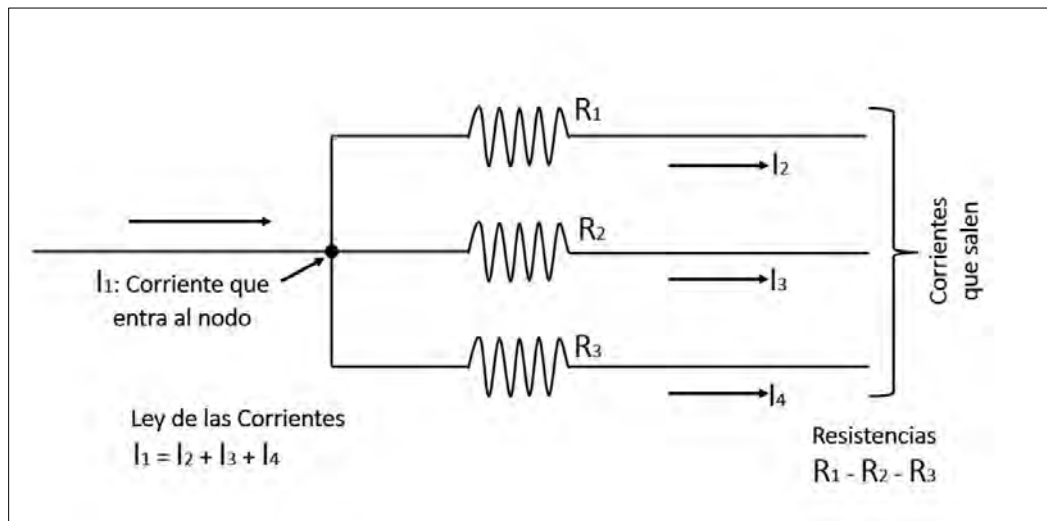 R1
I2
R2
I1: Corriente que
entra al nodo
I3
R3
I4
Corrientes
que salen
Ley de las Corrientes
I1 = I2 + I3 + I4
Resistencias
R1 - R2 - R3